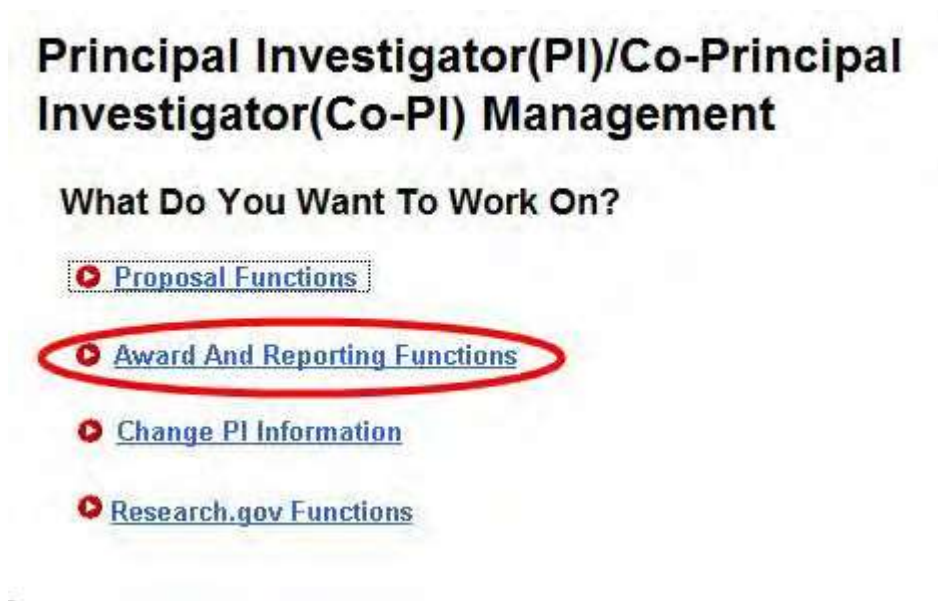 Principal Investigator(PI)/Co-Principal
Investigator(Co-PI) Management
What Do You Want To Work On?
Proposal Functions
Award And Reporting Functions
Change PI Information
Research.gov Functions